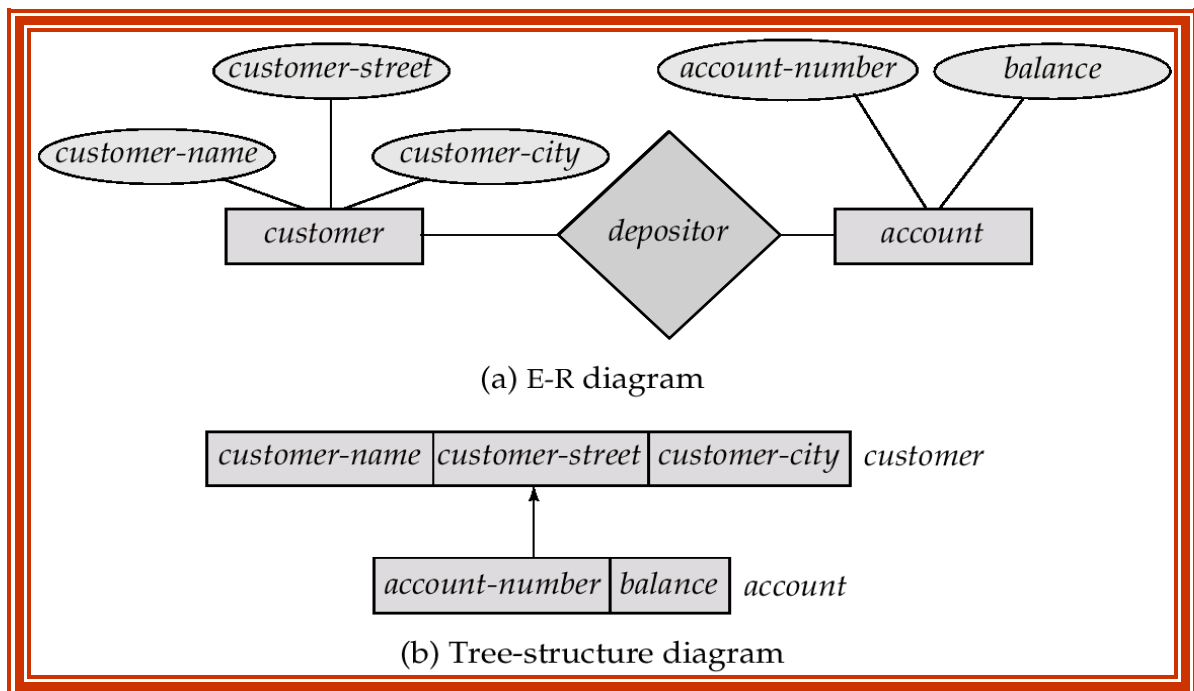 customer-street
account-number
balance
customer-name
customer-city
customer
depositor
account
(a) E-R diagram
customer-name customer-street customer-city customer
account-number balance account
(b) Tree-structure diagram